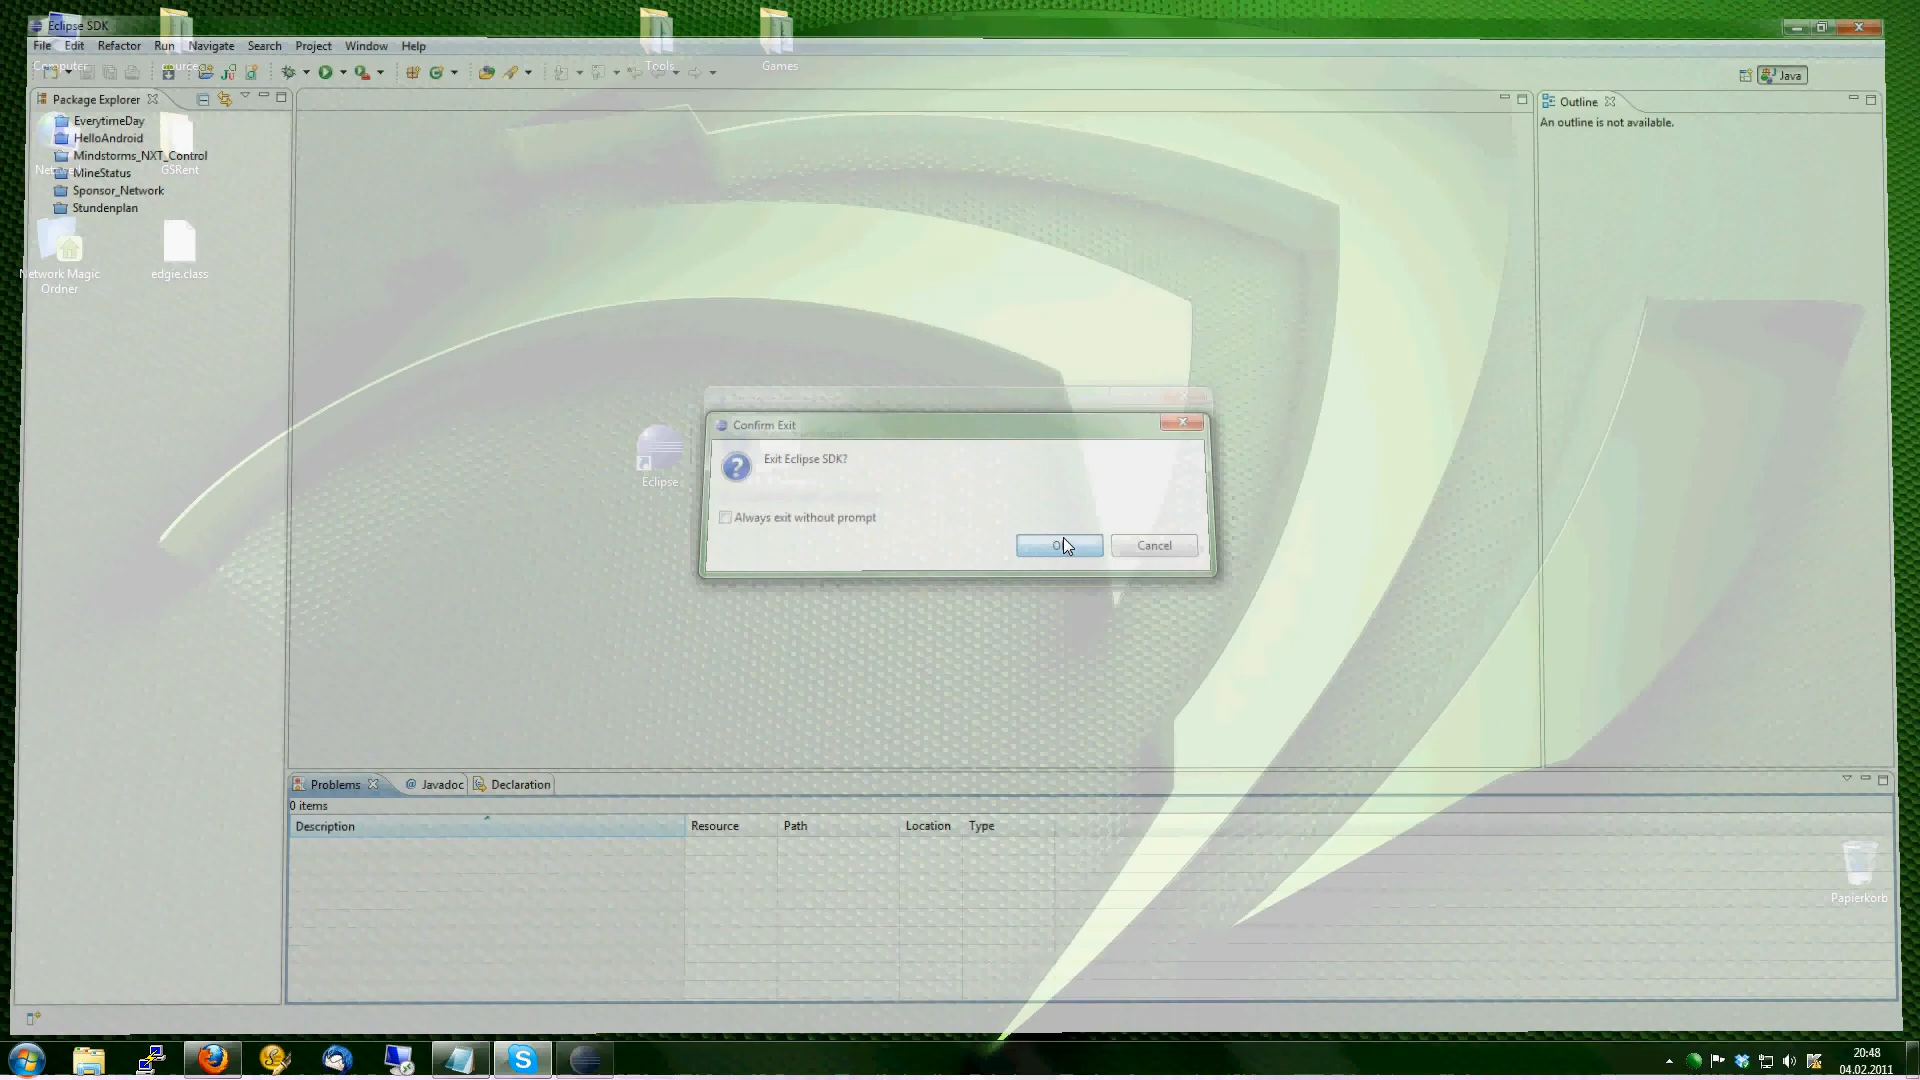 Eclipse SDK
File Edit Refactor Run Navigate Search Project Window Help
Computer
Tools
Games
Java
Package Explorer
Outline
An outline is not available.
EverytimeDay
HelloAndroid
Mindstorms_NXT_Control
MineStatus
Sponsor_Network
Stundenplan
GSRent
Network Magic
Ordner
edgie.class
Eclipse
Confirm Exit
Exit Eclipse SDK?
Always exit without prompt
Cancel
Problems Javadoc Declaration
0 items
Description Resource Path Location Type
Papierkorb
20:48
04.02.2011